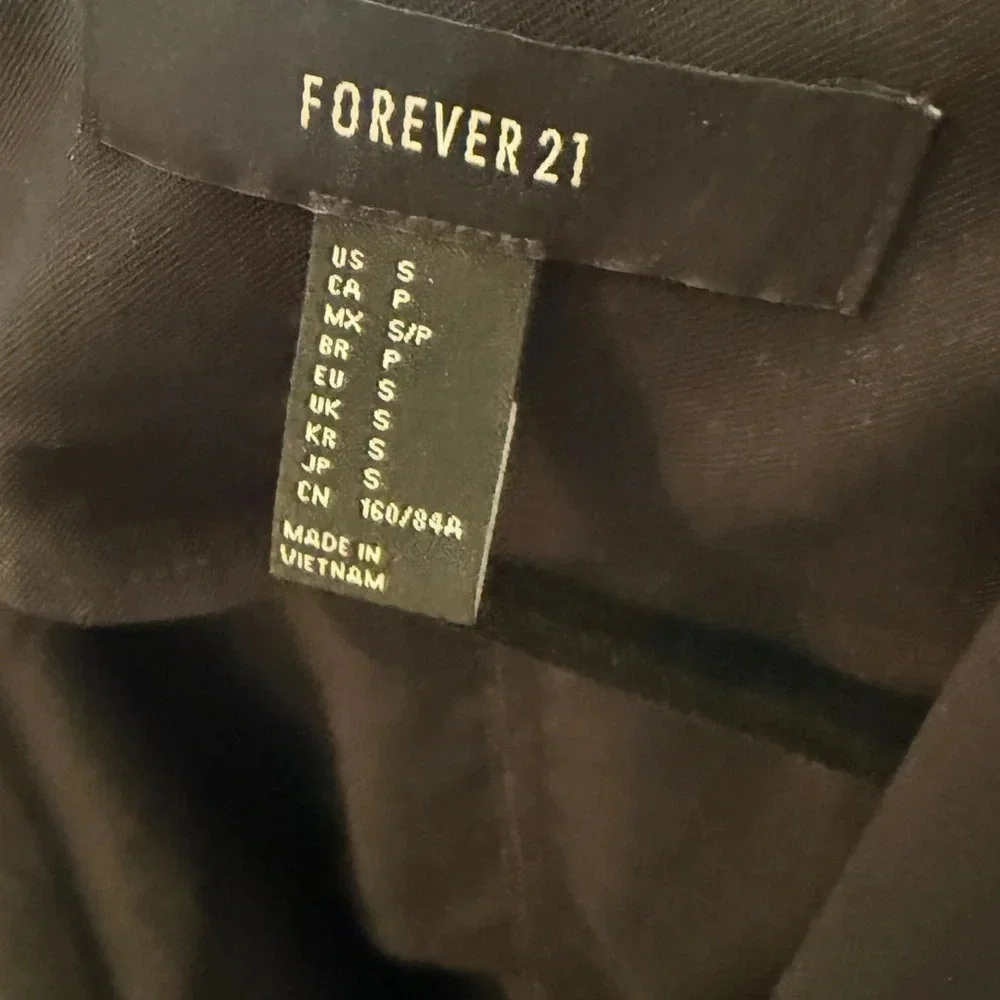 FOREVER 21
US S
CA P
MX S/P
BR P
EU S
UK S
KR S
JP S
CN 160/84A
MADE IN
VIETNAM